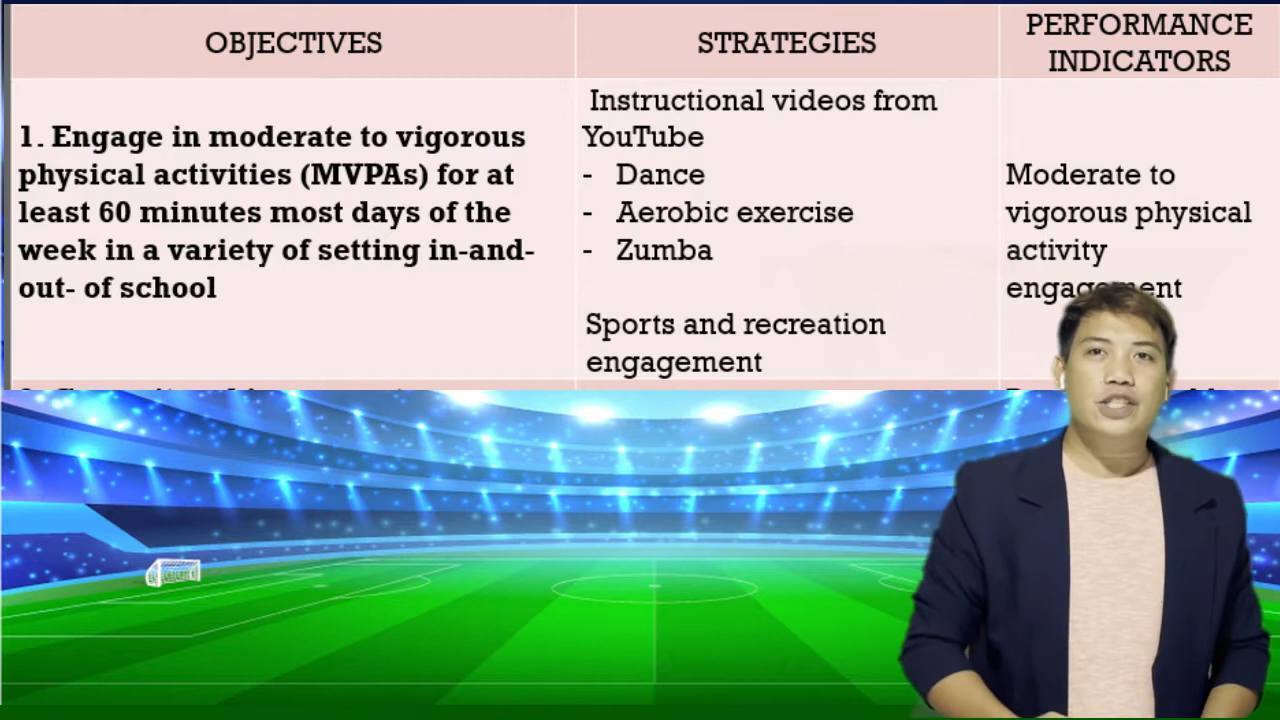 OBJECTIVES
STRATEGIES
PERFORMANCE
INDICATORS
1. Engage in moderate to vigorous
physical activities (MVPAs) for at
least 60 minutes most days of the
week in a variety of setting in-and-
out- of school
Instructional videos from
YouTube
- Dance
- Aerobic exercise
- Zumba
Sports and recreation
engagement
Moderate to
vigorous physical
activity
engagement